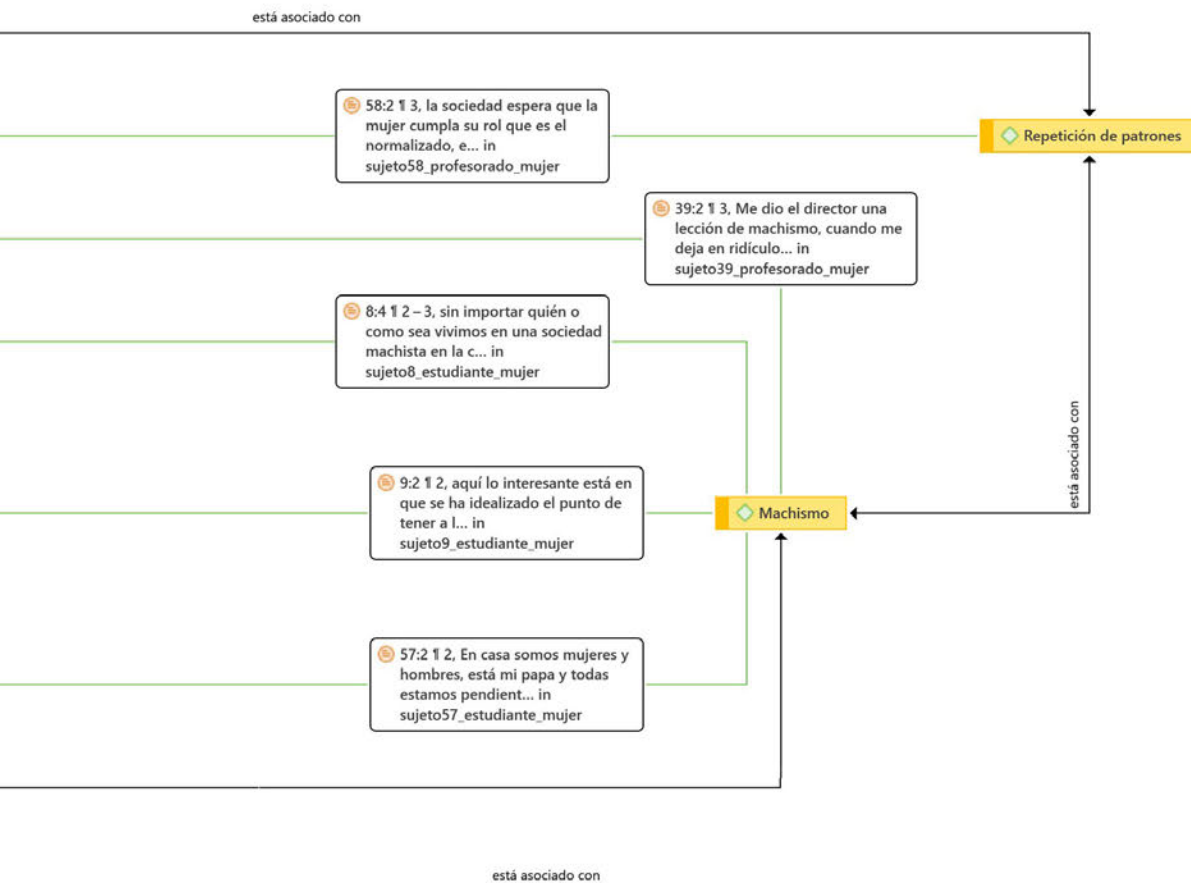 está asociado con
58:2 ¶ 3, la sociedad espera que la
mujer cumpla su rol que es el
normalizado, e... in
sujeto58_profesorado_mujer
Repetición de patrones
39:2 ¶ 3, Me dio el director una
lección de machismo, cuando me
deja en ridículo... in
sujeto39_profesorado_mujer
8:4 ¶ 2 – 3, sin importar quién o
como sea vivimos en una sociedad
machista en la c... in
sujeto8_estudiante_mujer
está asociado con
9:2 ¶ 2, aquí lo interesante está en
que se ha idealizado el punto de
tener a l... in
sujeto9_estudiante_mujer
Machismo
57:2 ¶ 2, En casa somos mujeres y
hombres, está mi papa y todas
estamos pendient... in
sujeto57_estudiante_mujer
está asociado con